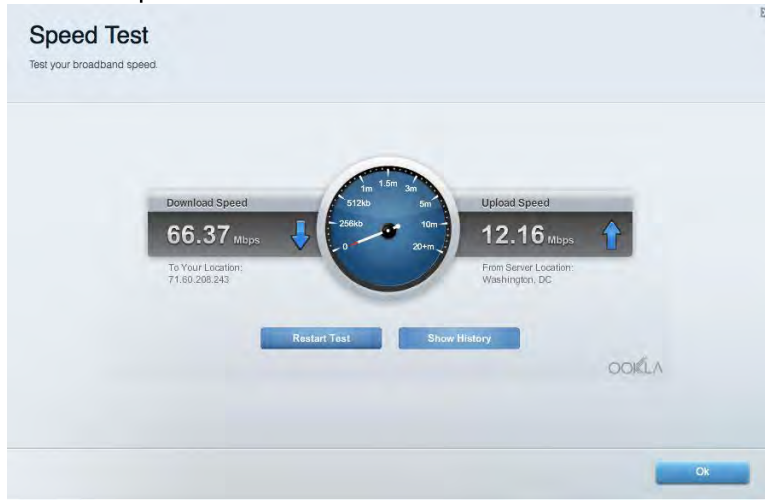 Speed Test
Test your broadband speed.
Download Speed
66.37 Mbps
To Your Location:
71.60.208.243
0
256kb
512kb
1m
1.5m
3m
5m
10m
20+m
Upload Speed
12.16 Mbps
From Server Location:
Washington, DC
Restart Test
Show History
OOKLA
Ok